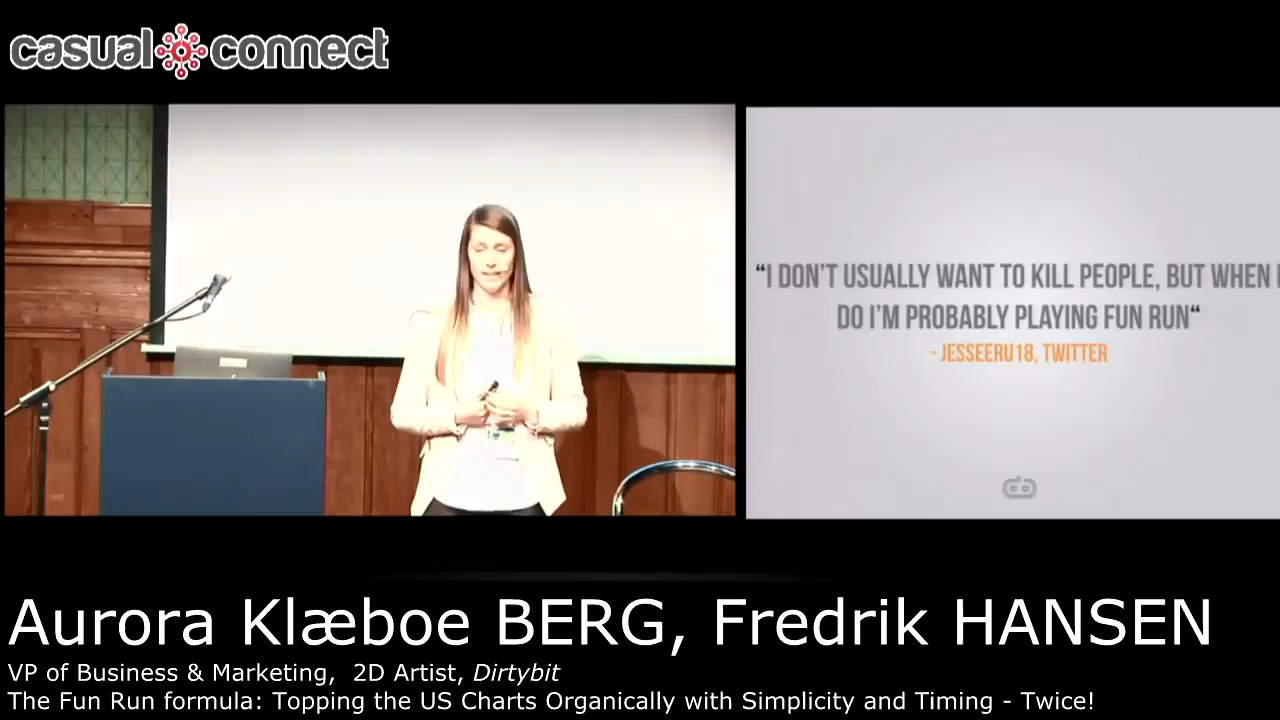 casual connect
“I DON’T USUALLY WANT TO KILL PEOPLE, BUT WHEN I
DO I’M PROBABLY PLAYING FUN RUN“
- JESSEERU18, TWITTER
Aurora Klæboe BERG, Fredrik HANSEN
VP of Business & Marketing,  2D Artist, Dirtybit
The Fun Run formula: Topping the US Charts Organically with Simplicity and Timing - Twice!